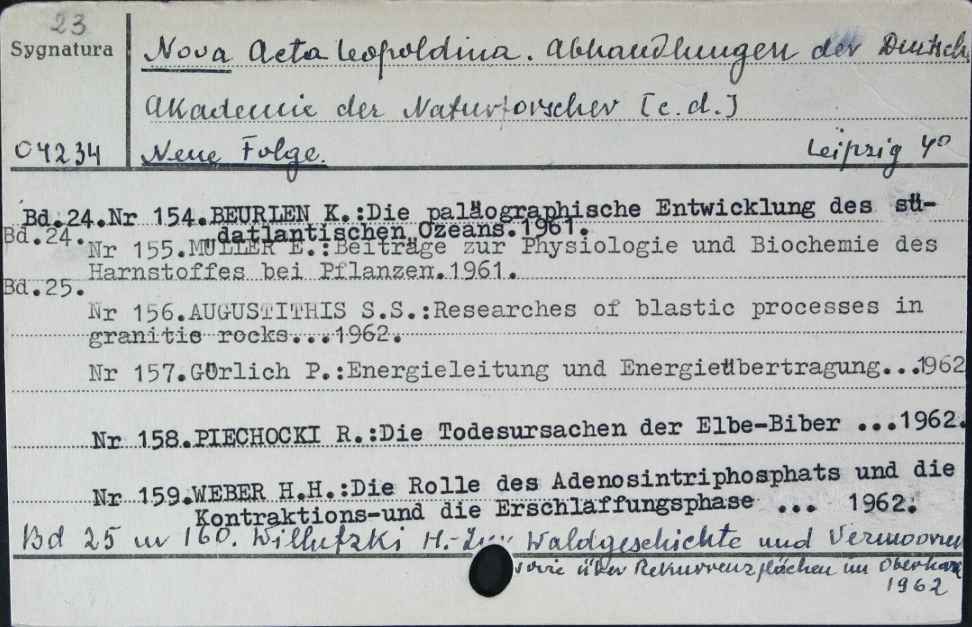 23
Sygnatura
04234
Nova Acta Leopoldina. Abhandlungen der Deutsch.
Akademie der Naturforscher [c.d.]
Neue Folge. Leipzig 4°
Bd.24.Nr 154.BEURLEN K.:Die paläographische Entwicklung des sü-
datlantischen Ozeans.1961.
Bd.24.
Nr 155.MÜLLER E.:Beiträge zur Physiologie und Biochemie des
Harnstoffes bei Pflanzen.1961.
Bd.25.
Nr 156.AUGUSTITHIS S.S.:Researches of blastic processes in
granitic rocks...1962.
Nr 157.GÖrlich P.:Energieleitung und Energieübertragung...1962
Nr 158.PIECHOCKI R.:Die Todesursachen der Elbe-Biber ...1962.
Nr 159.WEBER H.H.:Die Rolle des Adenosintriphosphats und die
Kontraktions-und die Erschlaffungsphase ... 1962.
Bd 25 nr 160. Willutzki H.-Zur Waldgeschichte und Vermoorung
sowie über Rekurrenzflächen im Oberharz
1962